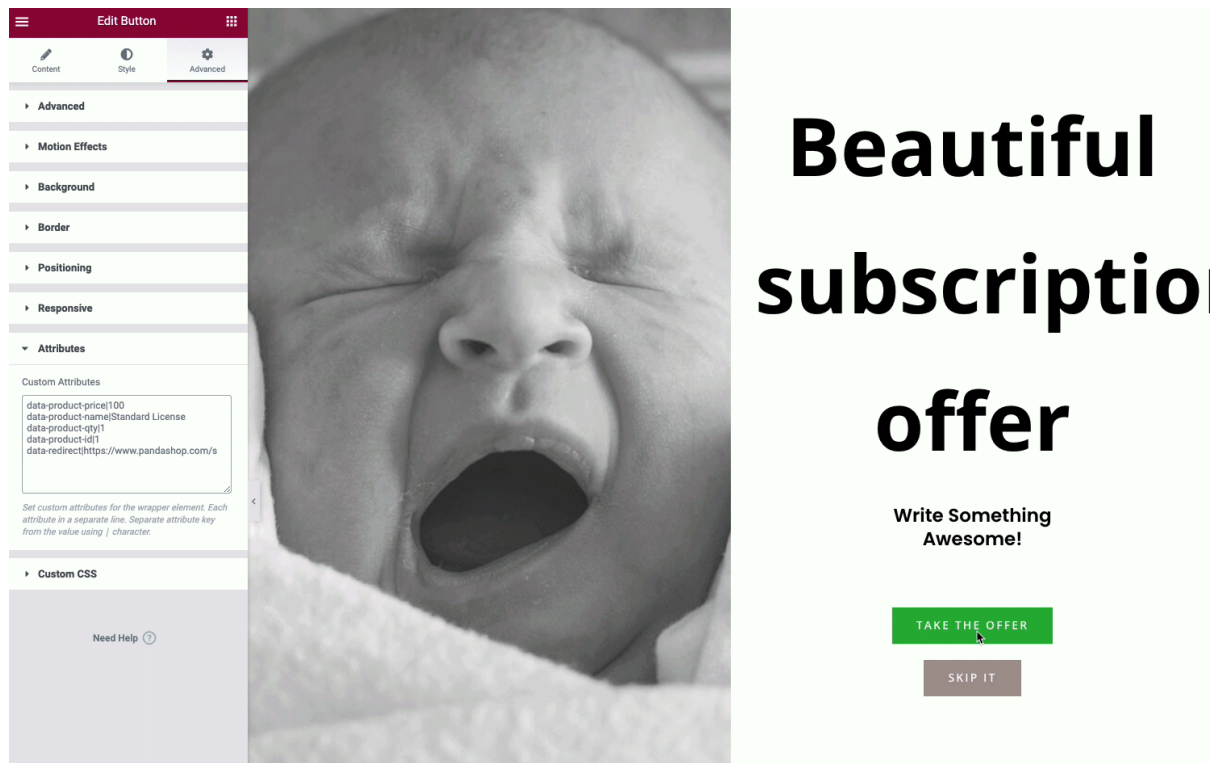 Edit Button
Content
Style
Advanced
Advanced
Motion Effects
Background
Border
Positioning
Responsive
Attributes
Custom Attributes
data-product-price|100
data-product-name|Standard License
data-product-qty|1
data-product-id|1
data-redirect|https://www.pandashop.com/s
Set custom attributes for the wrapper element. Each
attribute in a separate line. Separate attribute key
from the value using | character.
Custom CSS
Need Help ?
Beautiful
subscription
offer
Write Something
Awesome!
TAKE THE OFFER
SKIP IT